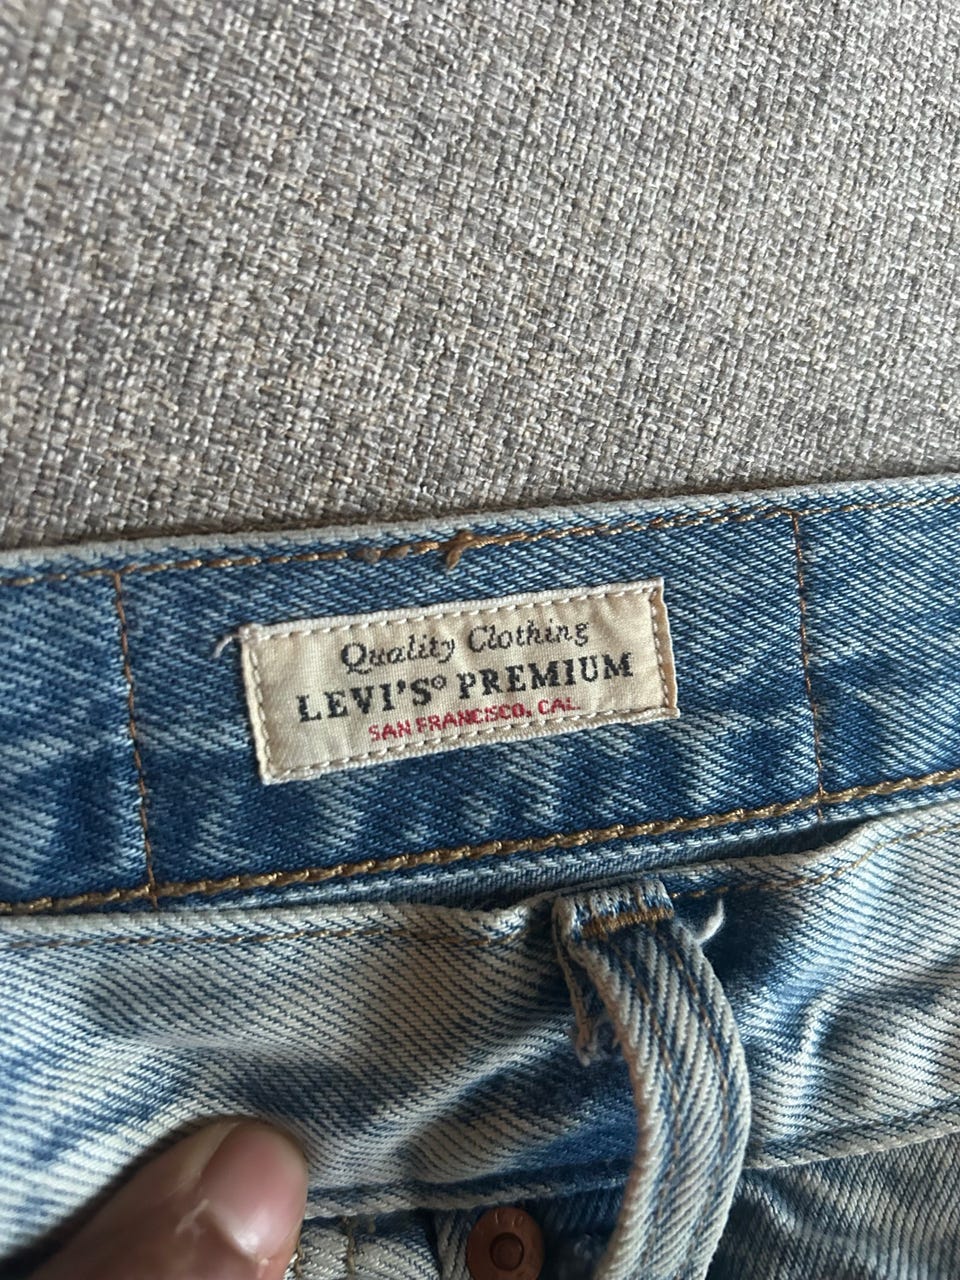 Quality Clothing
LEVI'S® PREMIUM
SAN FRANCISCO, CAL.